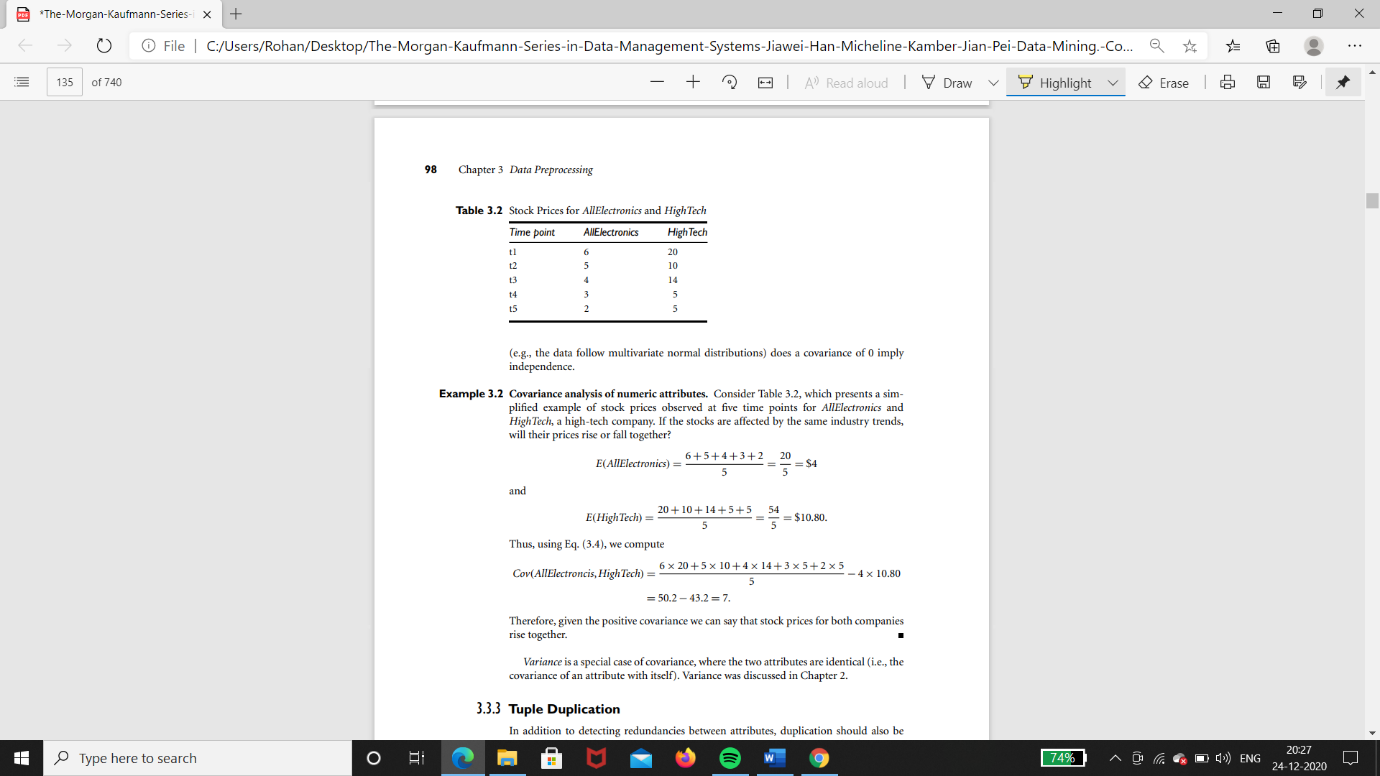 *The-Morgan-Kaufmann-Series-
File
C:/Users/Rohan/Desktop/The-Morgan-Kaufmann-Series-in-Data-Management-Systems-Jiawei-Han-Micheline-Kamber-Jian-Pei-Data-Mining.-Co...
135 of 740
Read aloud
Draw
Highlight
Erase
98 Chapter 3 Data Preprocessing
Table 3.2 Stock Prices for AllElectronics and HighTech
Time point AllElectronics HighTech
t1 6 20
t2 5 10
t3 4 14
t4 3 5
t5 2 5
(e.g., the data follow multivariate normal distributions) does a covariance of 0 imply
independence.
Example 3.2 Covariance analysis of numeric attributes. Consider Table 3.2, which presents a sim-
plified example of stock prices observed at five time points for AllElectronics and
HighTech, a high-tech company. If the stocks are affected by the same industry trends,
will their prices rise or fall together?
E(AllElectronics) = 6+5+4+3+2 / 5 = 20 / 5 = $4
and
E(HighTech) = 20+10+14+5+5 / 5 = 54 / 5 = $10.80.
Thus, using Eq. (3.4), we compute
Cov(AllElectroncis, HighTech) = 6 × 20 + 5 × 10 + 4 × 14 + 3 × 5 + 2 × 5 / 5 − 4 × 10.80
= 50.2 − 43.2 = 7.
Therefore, given the positive covariance we can say that stock prices for both companies
rise together.
Variance is a special case of covariance, where the two attributes are identical (i.e., the
covariance of an attribute with itself). Variance was discussed in Chapter 2.
3.3.3 Tuple Duplication
In addition to detecting redundancies between attributes, duplication should also be
Type here to search
74%
ENG
20:27
24-12-2020